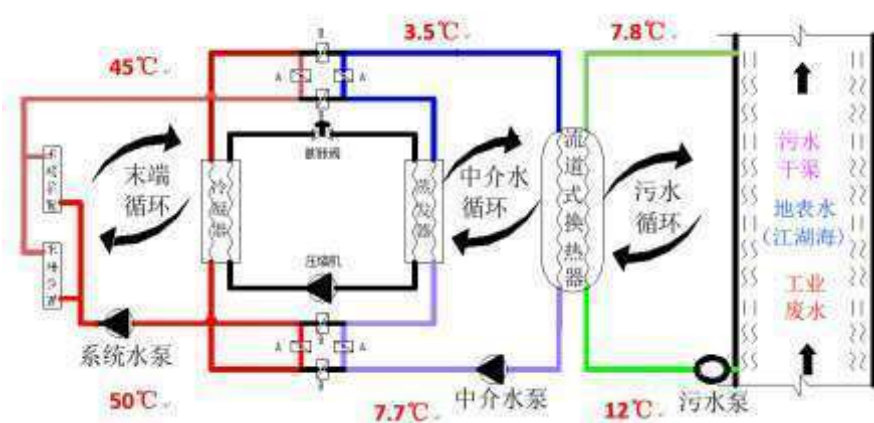 3.5℃
7.8℃
45℃
A
A
B
膨胀阀
末端
循环
冷凝器
蒸发器
中介水
循环
流道式换热器
污水
循环
污水
干渠
地表水
(江湖海)
工业
废水
压缩机
A
A
B
系统水泵
中介水泵
污水泵
50℃
7.7℃
12℃